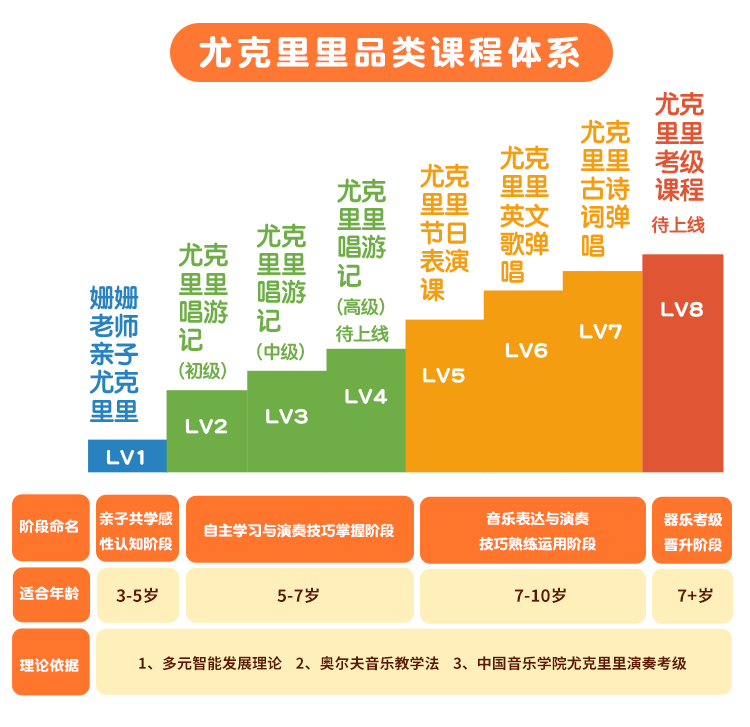 尤克里里品类课程体系
姗姗
老师
亲子
尤克
里里
LV1
尤克
里里
唱游
记
（初级）
LV2
尤克
里里
唱游
记
（中级）
LV3
尤克
里里
唱游
记
（高级）
待上线
LV4
尤克
里里
节日
表演
课
LV5
尤克
里里
英文
歌弹
唱
LV6
尤克
里里
古诗
词弹
唱
LV7
尤克
里里
考级
课程
待上线
LV8
阶段命名
亲子共学感
性认知阶段
自主学习与演奏技巧掌握阶段
音乐表达与演奏
技巧熟练运用阶段
器乐考级
晋升阶段
适合年龄
3-5岁
5-7岁
7-10岁
7+岁
理论依据
1、多元智能发展理论 2、奥尔夫音乐教学法 3、中国音乐学院尤克里里演奏考级